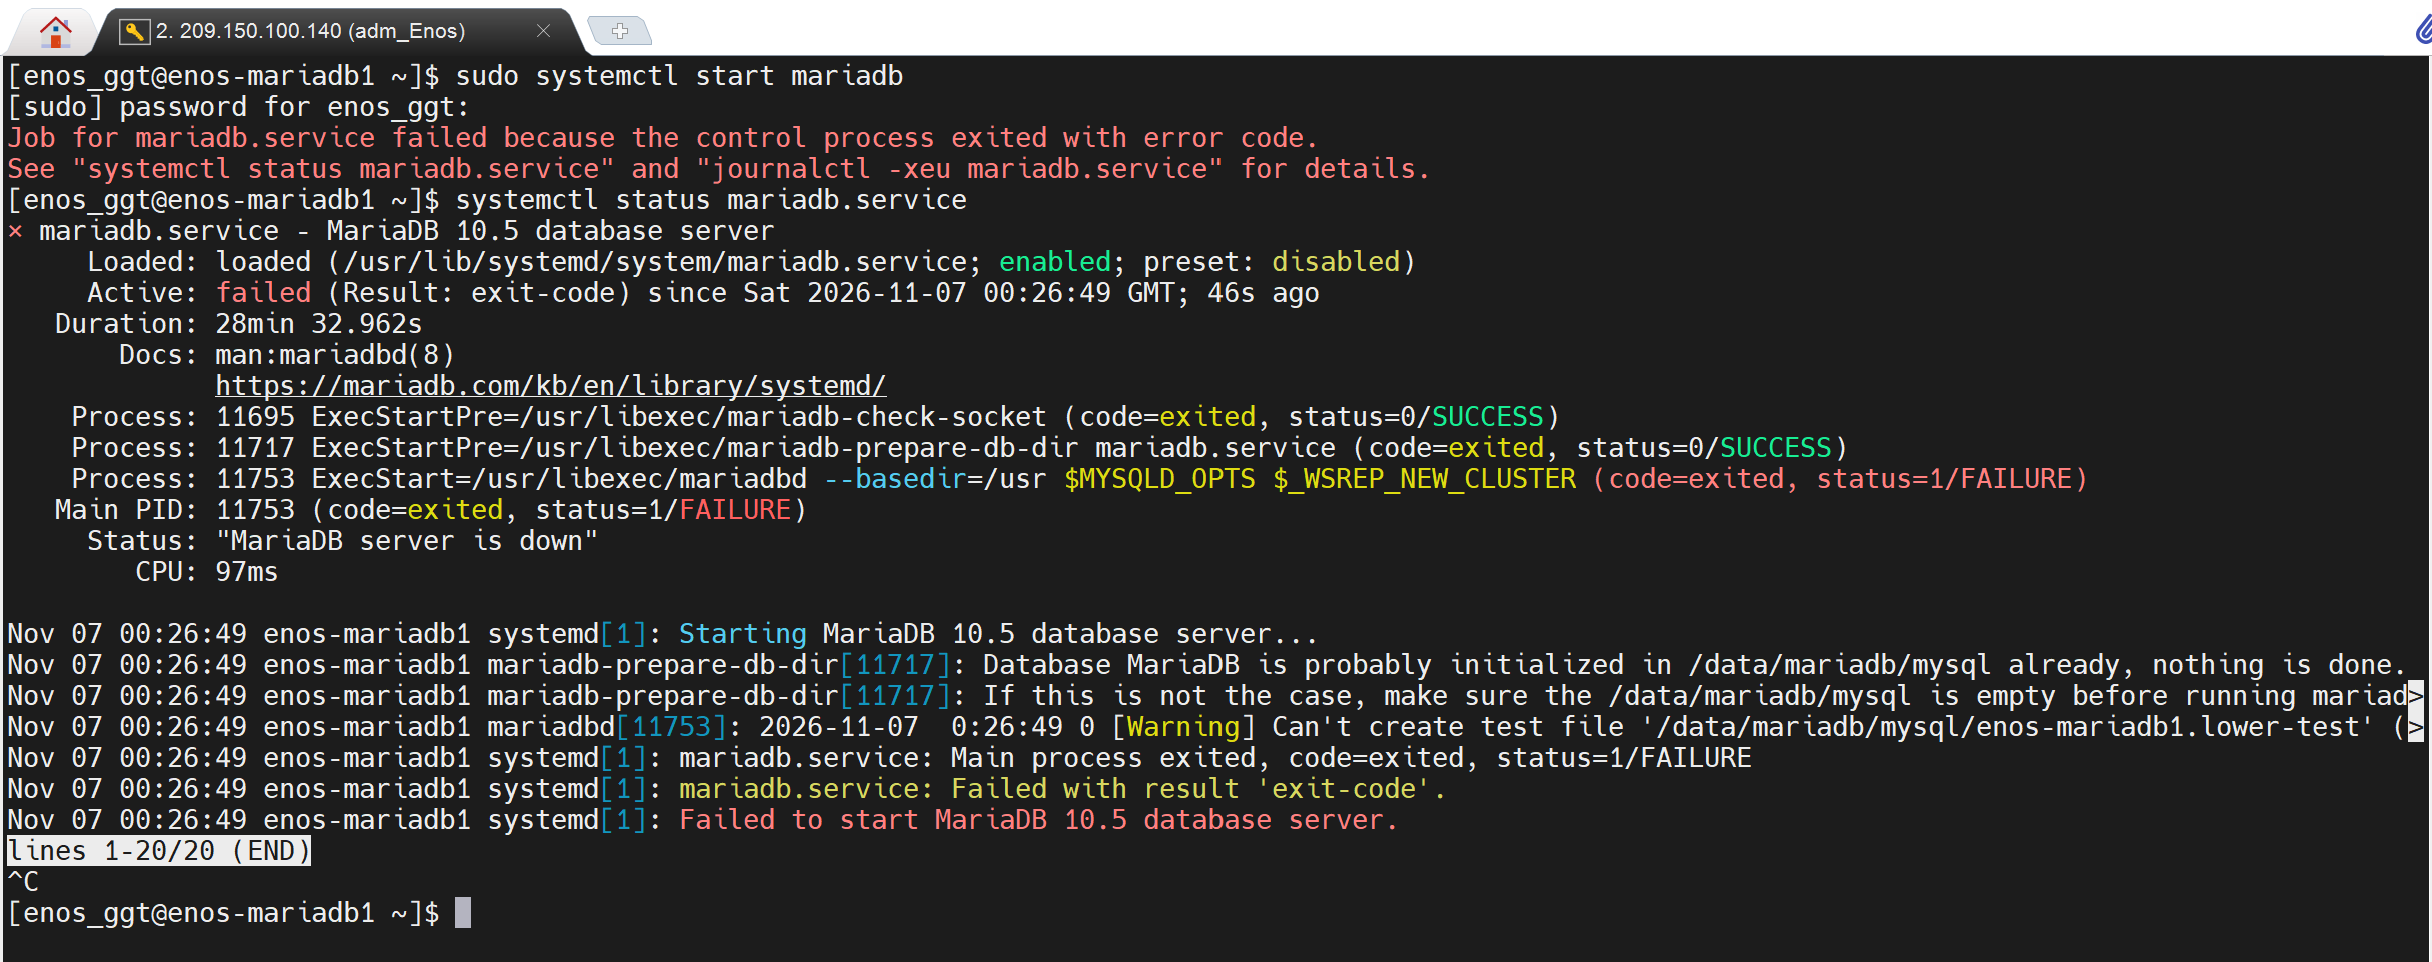 2. 209.150.100.140 (adm_Enos)
[enos_ggt@enos-mariadb1 ~]$ sudo systemctl start mariadb
[sudo] password for enos_ggt:
Job for mariadb.service failed because the control process exited with error code.
See "systemctl status mariadb.service" and "journalctl -xeu mariadb.service" for details.
[enos_ggt@enos-mariadb1 ~]$ systemctl status mariadb.service
× mariadb.service - MariaDB 10.5 database server
     Loaded: loaded (/usr/lib/systemd/system/mariadb.service; enabled; preset: disabled)
     Active: failed (Result: exit-code) since Sat 2026-11-07 00:26:49 GMT; 46s ago
   Duration: 28min 32.962s
       Docs: man:mariadbd(8)
             https://mariadb.com/kb/en/library/systemd/
    Process: 11695 ExecStartPre=/usr/libexec/mariadb-check-socket (code=exited, status=0/SUCCESS)
    Process: 11717 ExecStartPre=/usr/libexec/mariadb-prepare-db-dir mariadb.service (code=exited, status=0/SUCCESS)
    Process: 11753 ExecStart=/usr/libexec/mariadbd --basedir=/usr $MYSQLD_OPTS $_WSREP_NEW_CLUSTER (code=exited, status=1/FAILURE)
   Main PID: 11753 (code=exited, status=1/FAILURE)
     Status: "MariaDB server is down"
        CPU: 97ms
Nov 07 00:26:49 enos-mariadb1 systemd[1]: Starting MariaDB 10.5 database server...
Nov 07 00:26:49 enos-mariadb1 mariadb-prepare-db-dir[11717]: Database MariaDB is probably initialized in /data/mariadb/mysql already, nothing is done.
Nov 07 00:26:49 enos-mariadb1 mariadb-prepare-db-dir[11717]: If this is not the case, make sure the /data/mariadb/mysql is empty before running mariad>
Nov 07 00:26:49 enos-mariadb1 mariadbd[11753]: 2026-11-07  0:26:49 0 [Warning] Can't create test file '/data/mariadb/mysql/enos-mariadb1.lower-test' (>
Nov 07 00:26:49 enos-mariadb1 systemd[1]: mariadb.service: Main process exited, code=exited, status=1/FAILURE
Nov 07 00:26:49 enos-mariadb1 systemd[1]: mariadb.service: Failed with result 'exit-code'.
Nov 07 00:26:49 enos-mariadb1 systemd[1]: Failed to start MariaDB 10.5 database server.
lines 1-20/20 (END)
^C
[enos_ggt@enos-mariadb1 ~]$